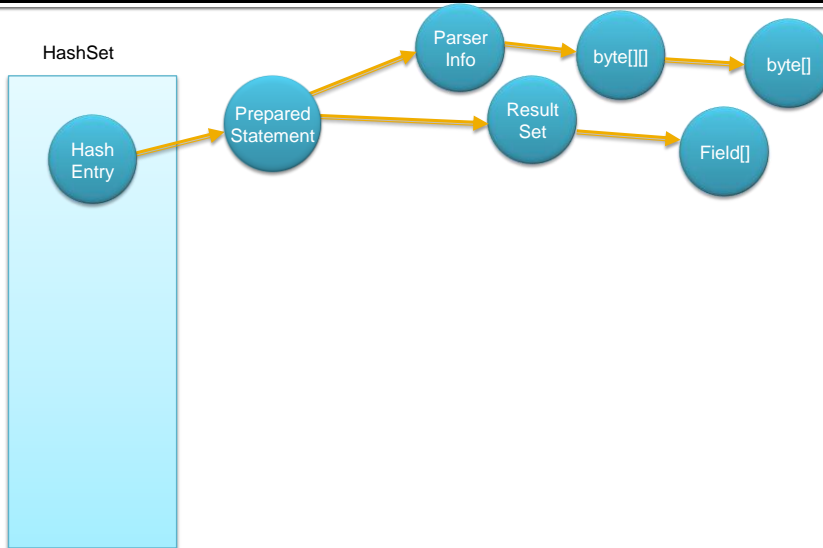 HashSet
Hash
Entry
Prepared
Statement
Parser
Info
byte[][]
byte[]
Result
Set
Field[]